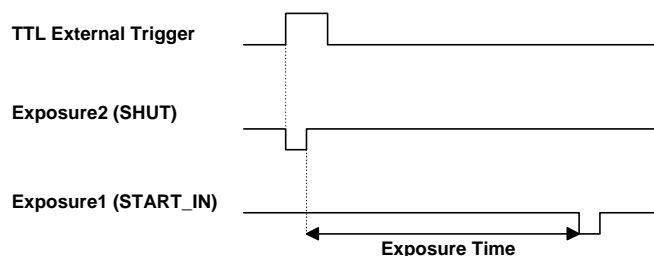 TTL External Trigger
Exposure2 (SHUT)
Exposure1 (START_IN)
Exposure Time